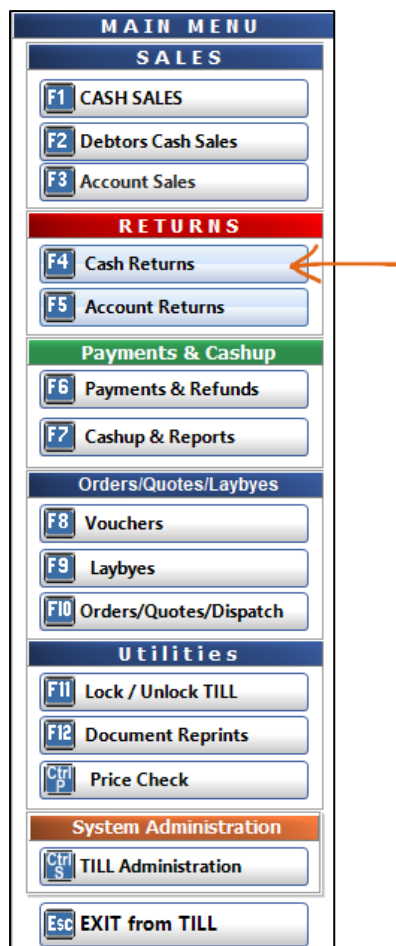 MAIN MENU
SALES
F1 CASH SALES
F2 Debtors Cash Sales
F3 Account Sales
RETURNS
F4 Cash Returns
F5 Account Returns
Payments & Cashup
F6 Payments & Refunds
F7 Cashup & Reports
Orders/Quotes/Laybyes
F8 Vouchers
F9 Laybyes
F10 Orders/Quotes/Dispatch
Utilities
F11 Lock / Unlock TILL
F12 Document Reprints
Ctrl P Price Check
System Administration
Ctrl S TILL Administration
Esc EXIT from TILL